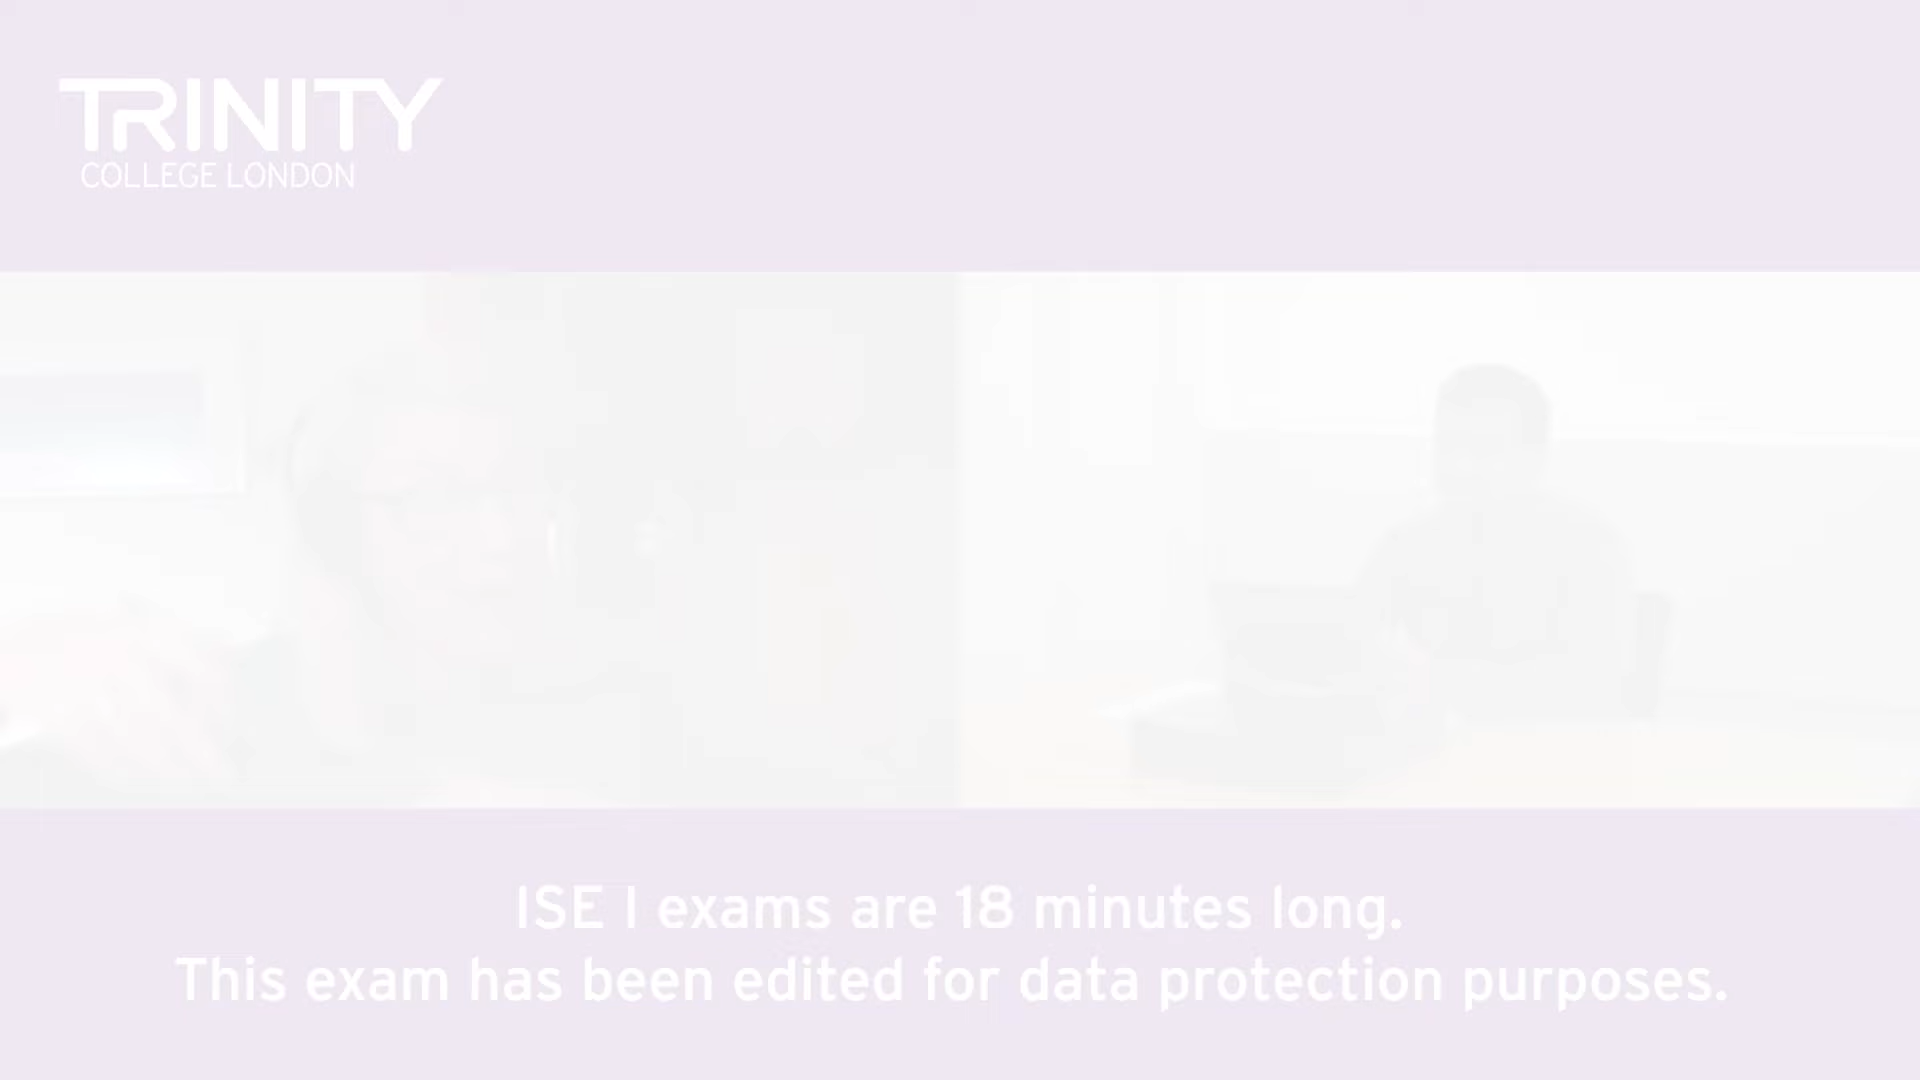 TRINITY
COLLEGE LONDON
ISE I exams are 18 minutes long.
This exam has been edited for data protection purposes.